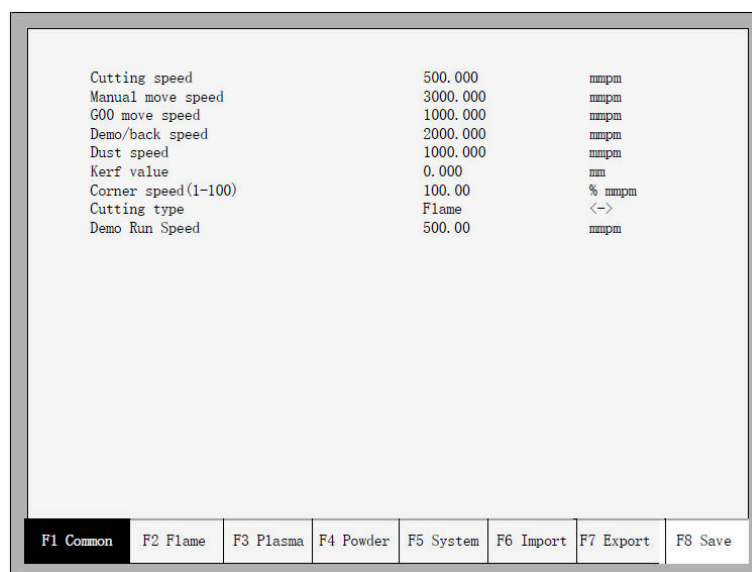 Cutting speed 500.000 mmpm
Manual move speed 3000.000 mmpm
G00 move speed 1000.000 mmpm
Demo/back speed 2000.000 mmpm
Dust speed 1000.000 mmpm
Kerf value 0.000 mm
Corner speed(1-100) 100.00 % mmpm
Cutting type Flame <->
Demo Run Speed 500.00 mmpm
F1 Common F2 Flame F3 Plasma F4 Powder F5 System F6 Import F7 Export F8 Save